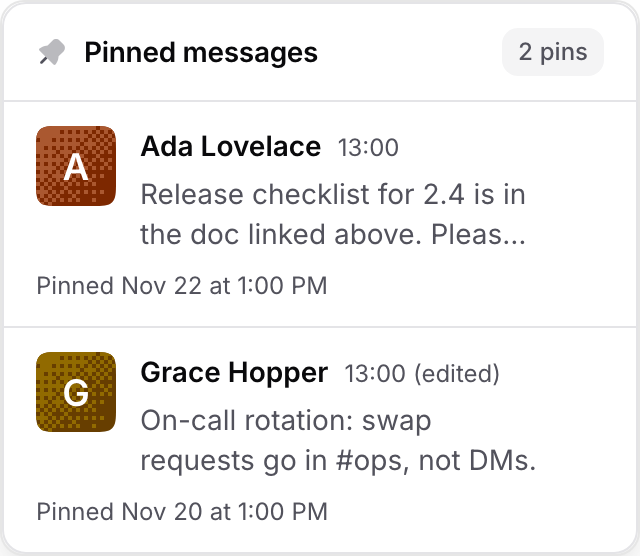 Pinned messages
2 pins
A
Ada Lovelace 13:00
Release checklist for 2.4 is in
the doc linked above. Pleas...
Pinned Nov 22 at 1:00 PM
G
Grace Hopper 13:00 (edited)
On-call rotation: swap
requests go in #ops, not DMs.
Pinned Nov 20 at 1:00 PM